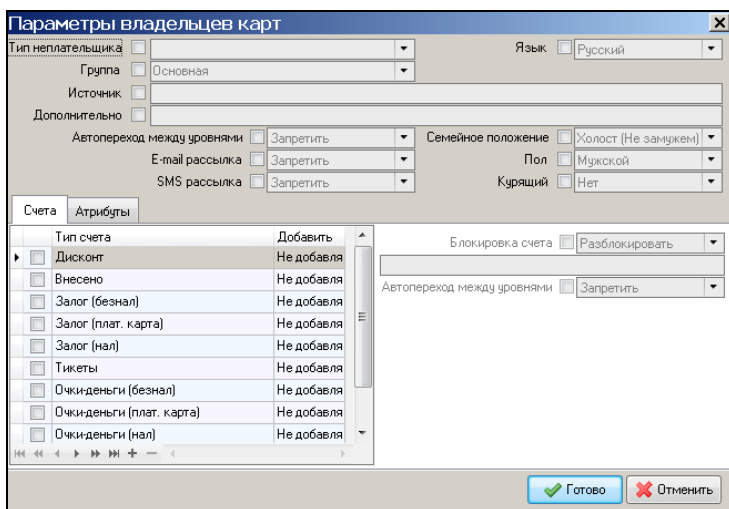 Параметры владельцев карт
Тип неплательщика Язык Русский
Группа Основная
Источник
Дополнительно
Автопереход между уровнями Запретить Семейное положение Холост (Не замужем)
E-mail рассылка Запретить Пол Мужской
SMS рассылка Запретить Курящий Нет
Счета Атрибуты
Тип счета Добавить
Блокировка счета Разблокировать
Дисконт Не добавля
Внесено Не добавля
Автопереход между уровнями Запретить
Залог (безнал) Не добавля
Залог (плат. карта) Не добавля
Залог (нал) Не добавля
Тикеты Не добавля
Очки-деньги (безнал) Не добавля
Очки-деньги (плат. карта) Не добавля
Очки-деньги (нал) Не добавля
Готово Отменить